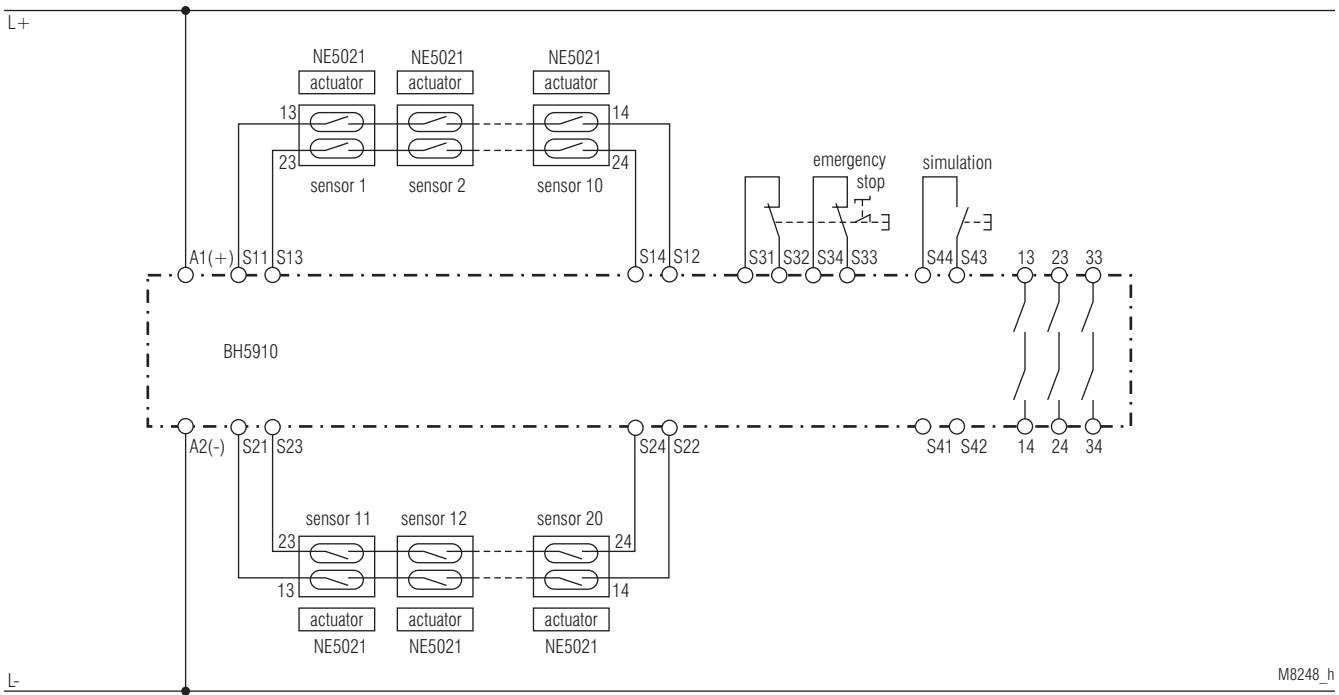 L+
NE5021 NE5021 NE5021
actuator actuator actuator
13 14
23 24
sensor 1 sensor 2 sensor 10
emergency
stop
simulation
A1(+) S11 S13 S14 S12 S31 S32 S34 S33 S44 S43 13 23 33
BH5910
A2(-) S21 S23 S24 S22 S41 S42 14 24 34
sensor 11 sensor 12 sensor 20
23 24
13 14
actuator actuator actuator
NE5021 NE5021 NE5021
L-
M8248_h